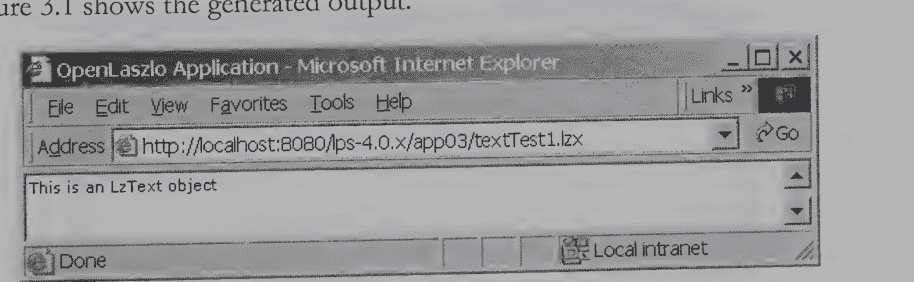 ure 3.1 shows the generated output.
OpenLaszlo Application - Microsoft Internet Explorer
File Edit View Favorites Tools Help Links »
Address http://localhost:8080/lps-4.0.x/app03/textTest1.lzx Go
This is an LzText object
Done Local intranet